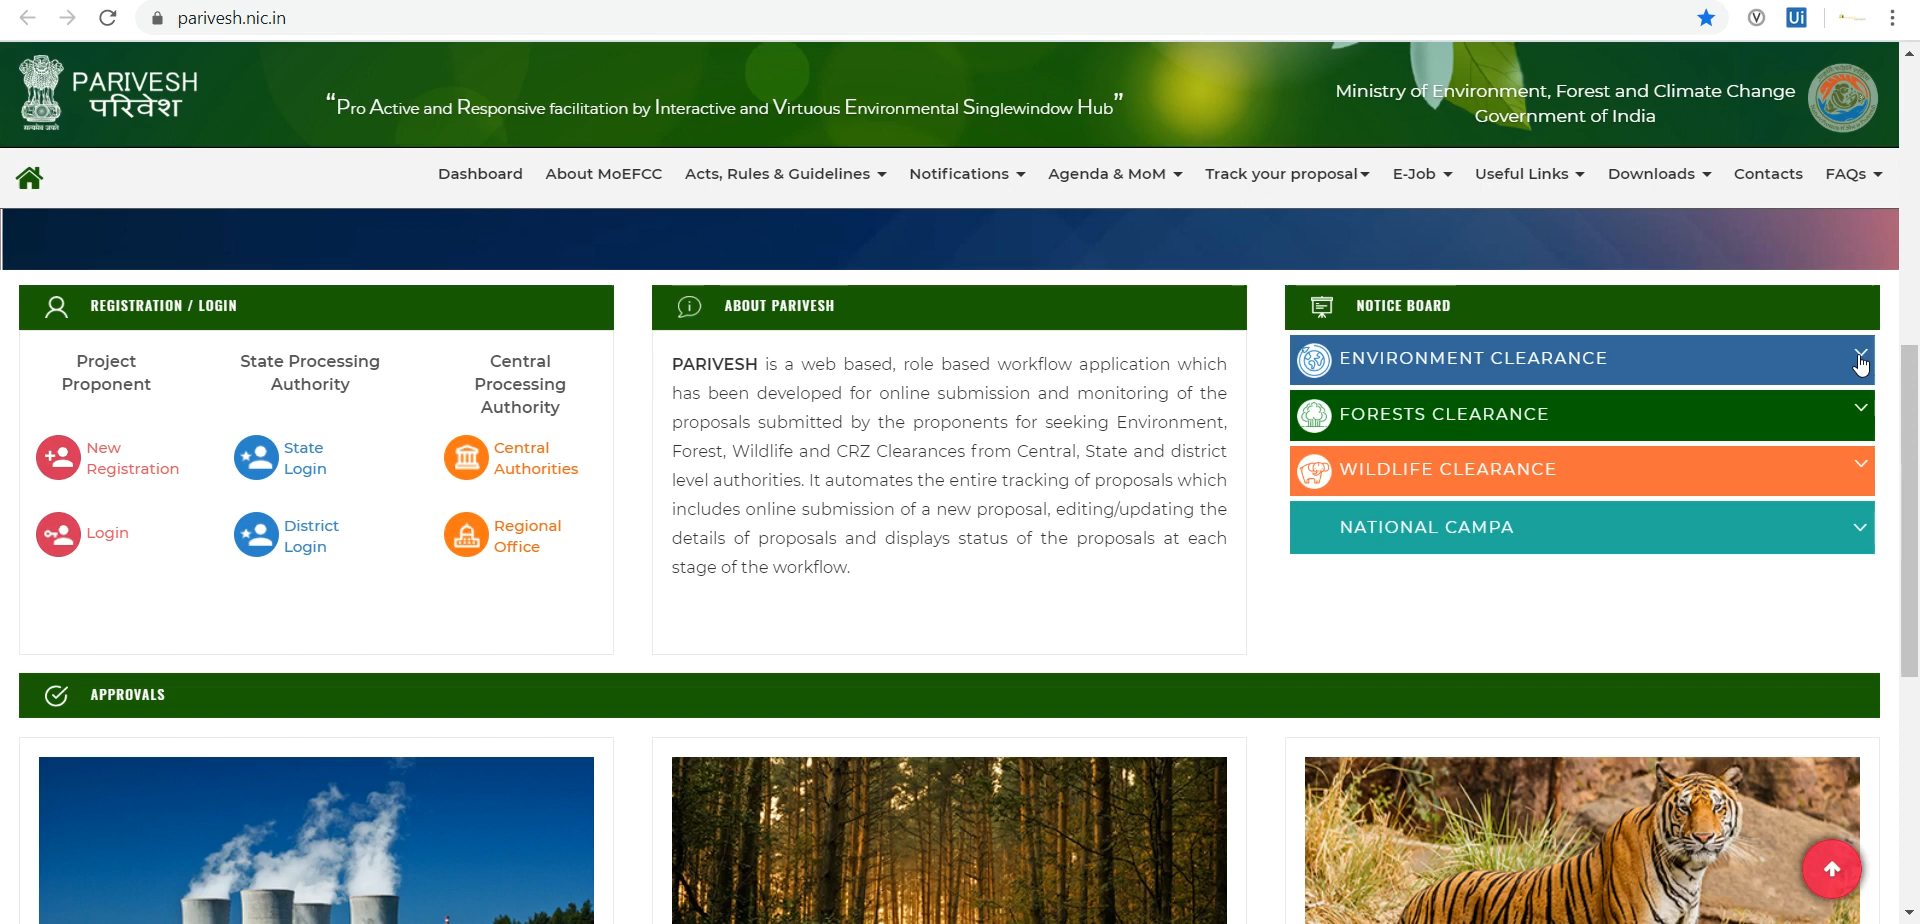 parivesh.nic.in
Ui
PARIVESH
परिवेश
सत्यमेव जयते
“Pro Active and Responsive facilitation by Interactive and Virtuous Environmental Singlewindow Hub”
Ministry of Environment, Forest and Climate Change
Government of India
Dashboard About MoEFCC Acts, Rules & Guidelines Notifications Agenda & MoM Track your proposal E-Job Useful Links Downloads Contacts FAQs
REGISTRATION / LOGIN
Project
Proponent
State Processing
Authority
Central
Processing
Authority
New
Registration
State
Login
Central
Authorities
Login
District
Login
Regional
Office
ABOUT PARIVESH
PARIVESH is a web based, role based workflow application which
has been developed for online submission and monitoring of the
proposals submitted by the proponents for seeking Environment,
Forest, Wildlife and CRZ Clearances from Central, State and district
level authorities. It automates the entire tracking of proposals which
includes online submission of a new proposal, editing/updating the
details of proposals and displays status of the proposals at each
stage of the workflow.
NOTICE BOARD
ENVIRONMENT CLEARANCE
FORESTS CLEARANCE
WILDLIFE CLEARANCE
NATIONAL CAMPA
APPROVALS